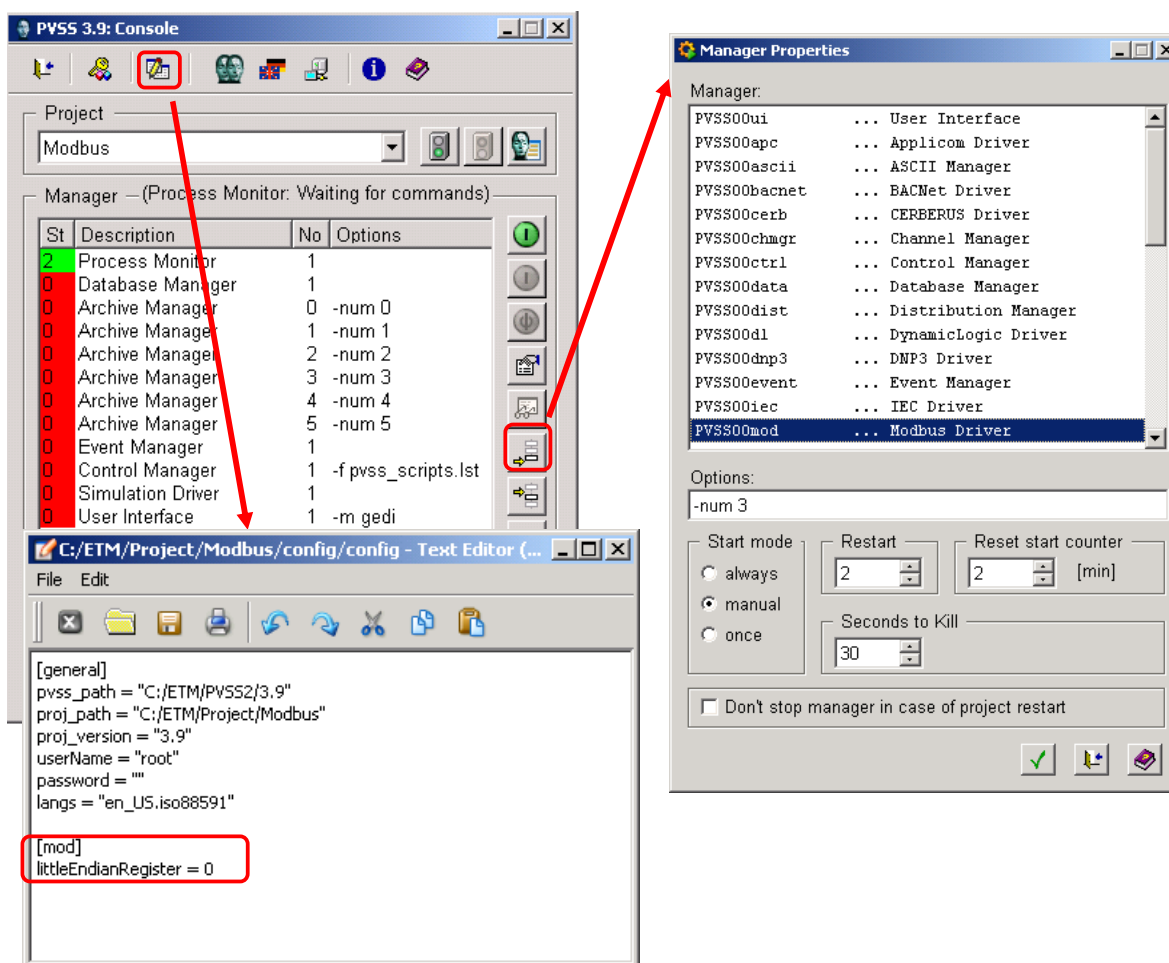 PVSS 3.9: Console
Project
Modbus
Manager (Process Monitor: Waiting for commands)
St Description No Options
2 Process Monitor 1
0 Database Manager 1
0 Archive Manager 0 -num 0
0 Archive Manager 1 -num 1
0 Archive Manager 2 -num 2
0 Archive Manager 3 -num 3
0 Archive Manager 4 -num 4
0 Archive Manager 5 -num 5
0 Event Manager 1
0 Control Manager 1 -f pvss_scripts.lst
0 Simulation Driver 1
0 User Interface 1 -m gedi
C:/ETM/Project/Modbus/config/config - Text Editor (...
File Edit
[general]
pvss_path = "C:/ETM/PVSS2/3.9"
proj_path = "C:/ETM/Project/Modbus"
proj_version = "3.9"
userName = "root"
password = ""
langs = "en_US.iso88591"
[mod]
littleEndianRegister = 0
Manager Properties
Manager:
PVSS00ui ... User Interface
PVSS00apc ... Applicom Driver
PVSS00ascii ... ASCII Manager
PVSS00bacnet ... BACNet Driver
PVSS00cerb ... CERBERUS Driver
PVSS00chmgr ... Channel Manager
PVSS00ctrl ... Control Manager
PVSS00data ... Database Manager
PVSS00dist ... Distribution Manager
PVSS00dl ... DynamicLogic Driver
PVSS00dnp3 ... DNP3 Driver
PVSS00event ... Event Manager
PVSS00iec ... IEC Driver
PVSS00mod ... Modbus Driver
Options:
-num 3
Start mode Restart Reset start counter
always 2 2 [min]
manual
Seconds to Kill
once
30
Don't stop manager in case of project restart